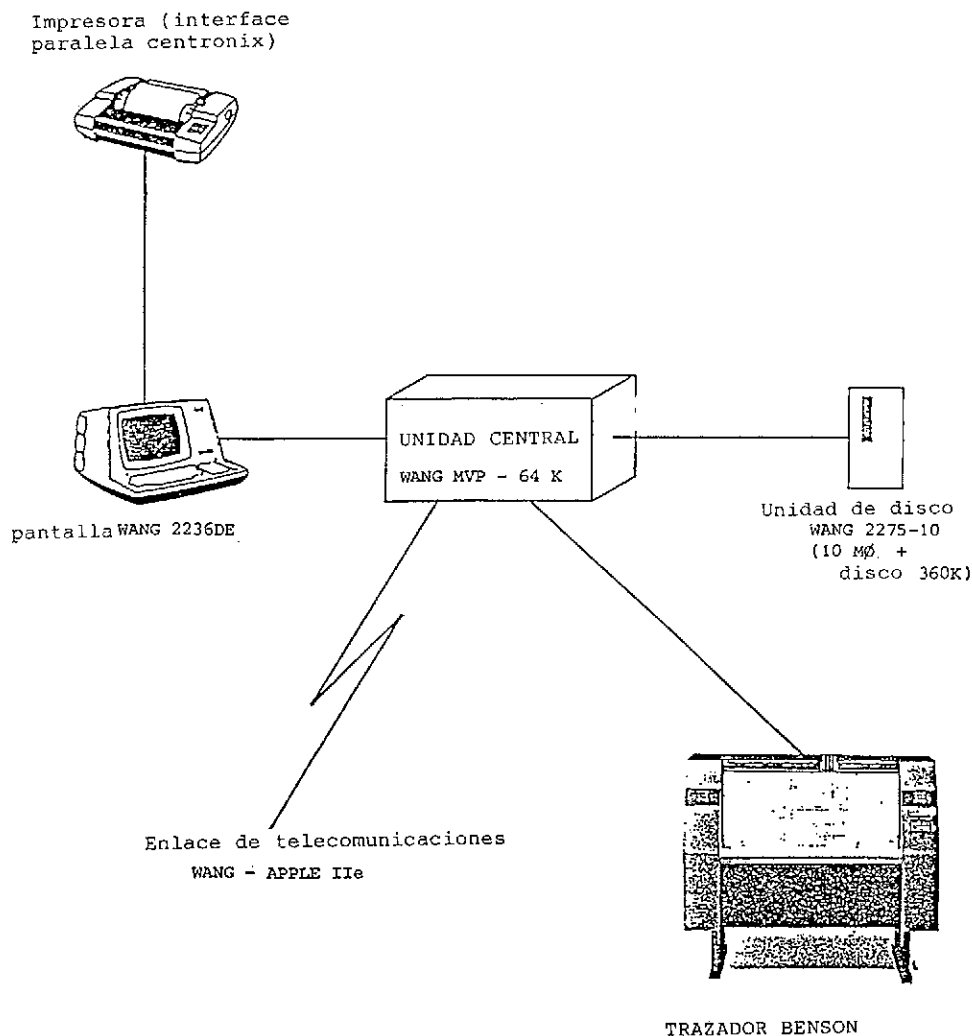 Impresora (interface
paralela centronix)
UNIDAD CENTRAL
WANG MVP - 64 K
pantalla WANG 2236DE
Unidad de disco
WANG 2275-10
(10 MØ. +
disco 360K)
Enlace de telecomunicaciones
WANG - APPLE IIe
TRAZADOR BENSON